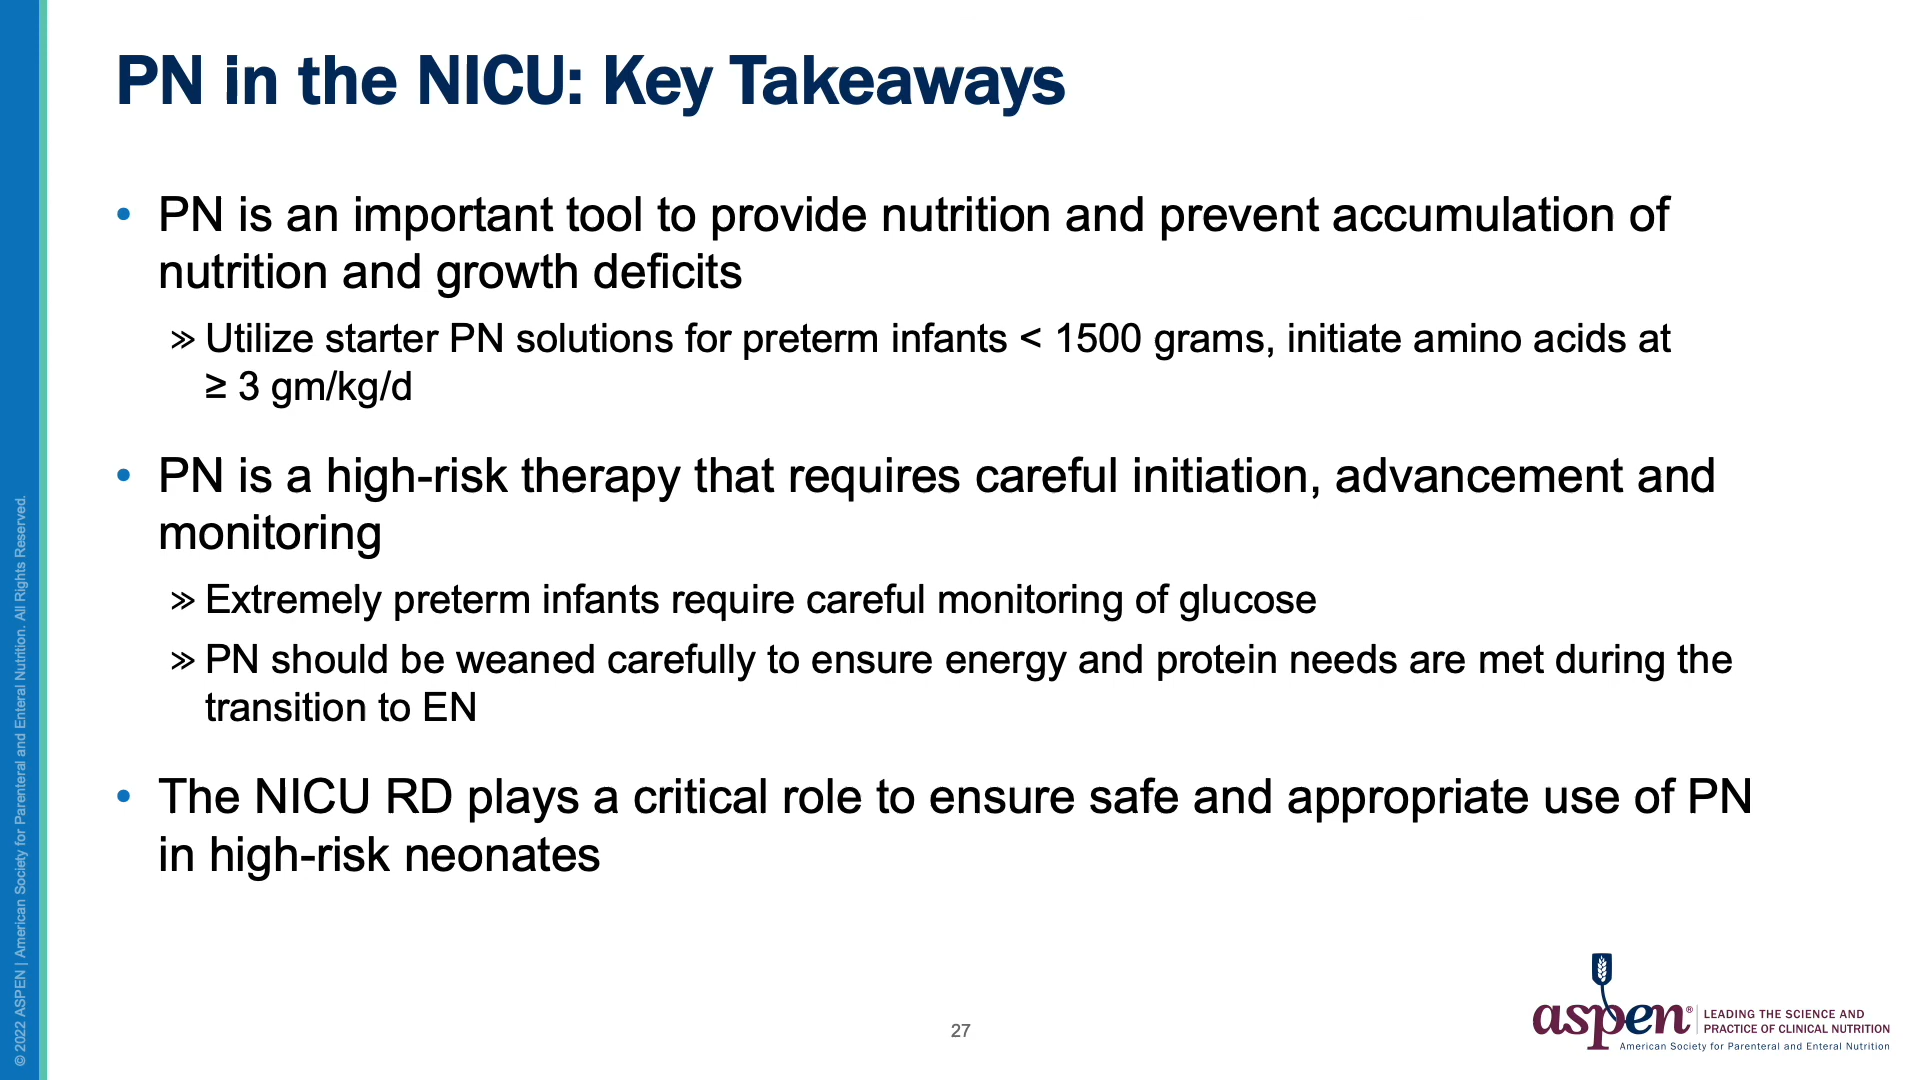 PN in the NICU: Key Takeaways
• PN is an important tool to provide nutrition and prevent accumulation of
nutrition and growth deficits
» Utilize starter PN solutions for preterm infants < 1500 grams, initiate amino acids at
≥ 3 gm/kg/d
• PN is a high-risk therapy that requires careful initiation, advancement and
monitoring
» Extremely preterm infants require careful monitoring of glucose
» PN should be weaned carefully to ensure energy and protein needs are met during the
transition to EN
• The NICU RD plays a critical role to ensure safe and appropriate use of PN
in high-risk neonates
© 2022 ASPEN | American Society for Parenteral and Enteral Nutrition. All Rights Reserved.
27
aspen®
LEADING THE SCIENCE AND
PRACTICE OF CLINICAL NUTRITION
American Society for Parenteral and Enteral Nutrition